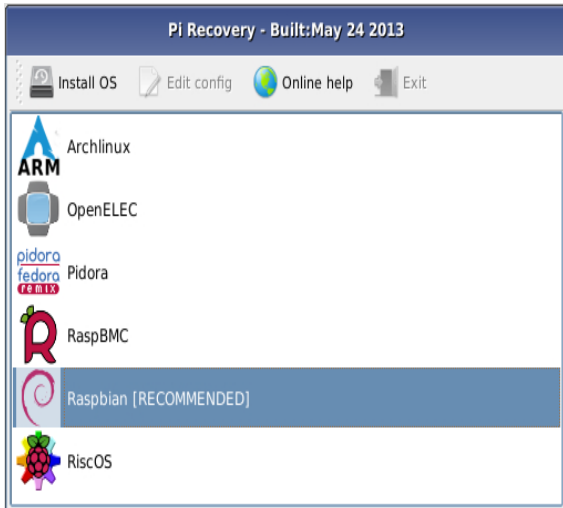 Pi Recovery - Built:May 24 2013
Install OS Edit config Online help Exit
ARM Archlinux
OpenELEC
pidora
fedora
remix
Pidora
RaspBMC
Raspbian [RECOMMENDED]
RiscOS